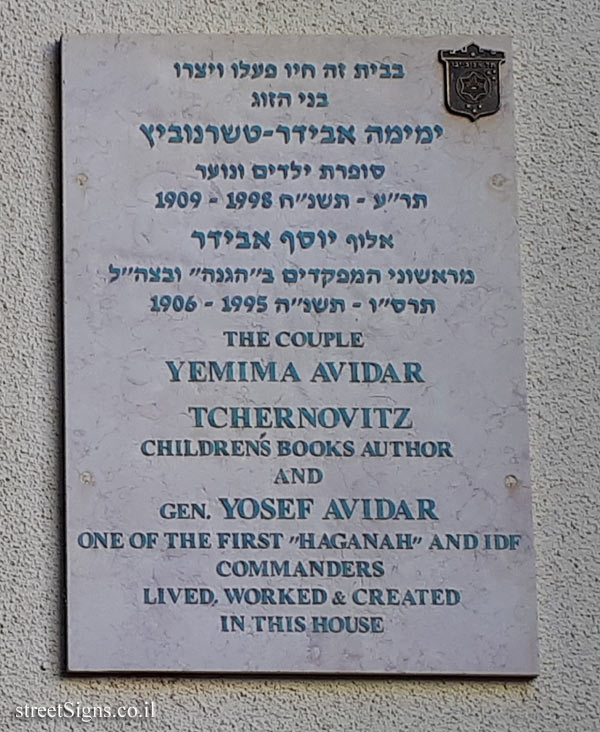 בבית זה חיו פעלו ויצרו
בני הזוג
ימימה אבידר-טשרנוביץ
סופרת ילדים ונוער
תר״ע - תשנ״ח 1998 - 1909
אלוף יוסף אבידר
מראשוני המפקדים ב״הגנה״ ובצה״ל
תרס״ו - תשנ״ה 1995 - 1906
THE COUPLE
YEMIMA AVIDAR
TCHERNOVITZ
CHILDREN'S BOOKS AUTHOR
AND
GEN. YOSEF AVIDAR
ONE OF THE FIRST "HAGANAH" AND IDF
COMMANDERS
LIVED, WORKED & CREATED
IN THIS HOUSE
streetSigns.co.il